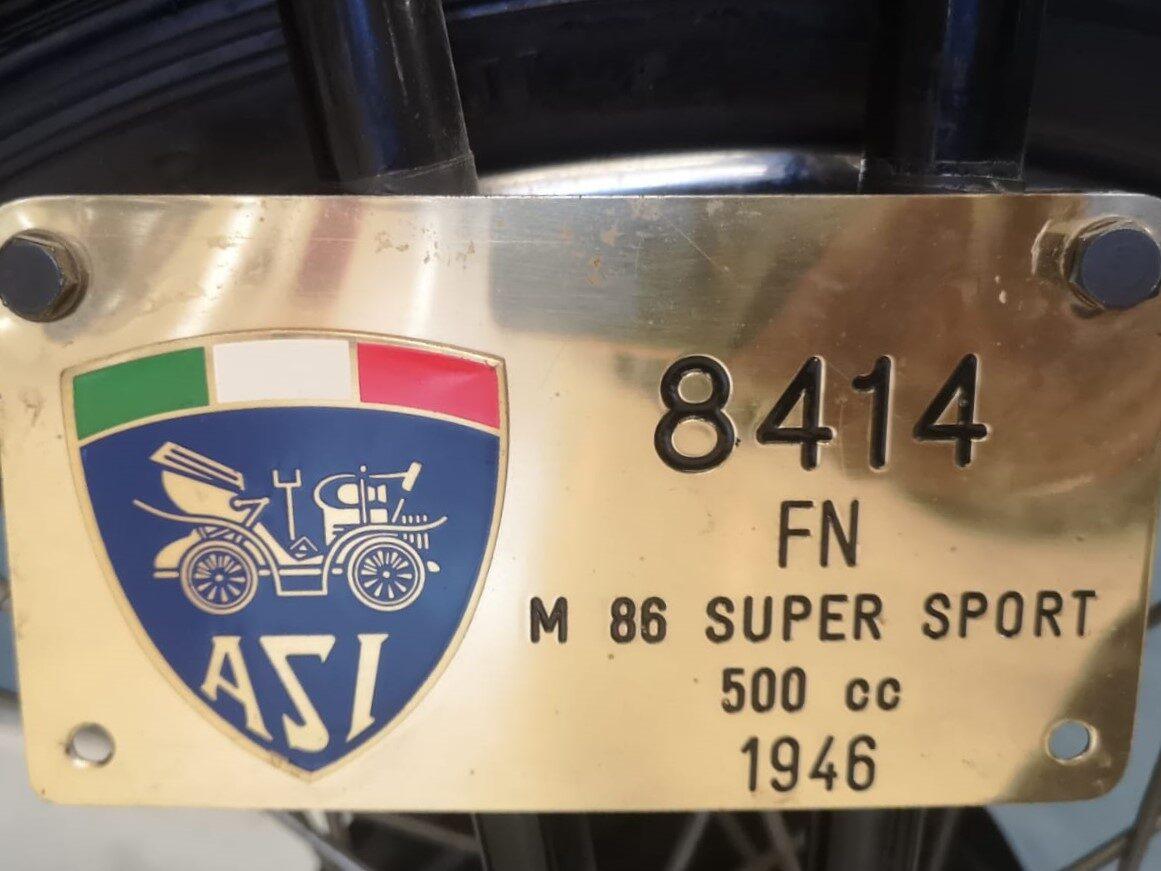 ASI
8414
FN
M 86 SUPER SPORT
500 cc
1946